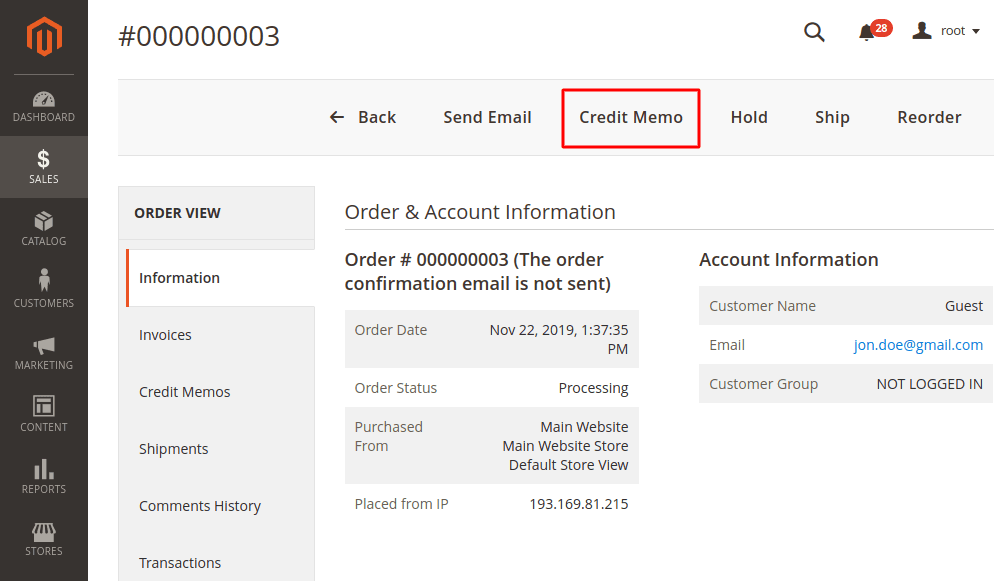 #000000003
28
root
DASHBOARD
SALES
CATALOG
CUSTOMERS
MARKETING
CONTENT
REPORTS
STORES
Back Send Email Credit Memo Hold Ship Reorder
ORDER VIEW
Information
Invoices
Credit Memos
Shipments
Comments History
Transactions
Order & Account Information
Order # 000000003 (The order
confirmation email is not sent)
Order Date Nov 22, 2019, 1:37:35
PM
Order Status Processing
Purchased Main Website
From Main Website Store
Default Store View
Placed from IP 193.169.81.215
Account Information
Customer Name Guest
Email jon.doe@gmail.com
Customer Group NOT LOGGED IN